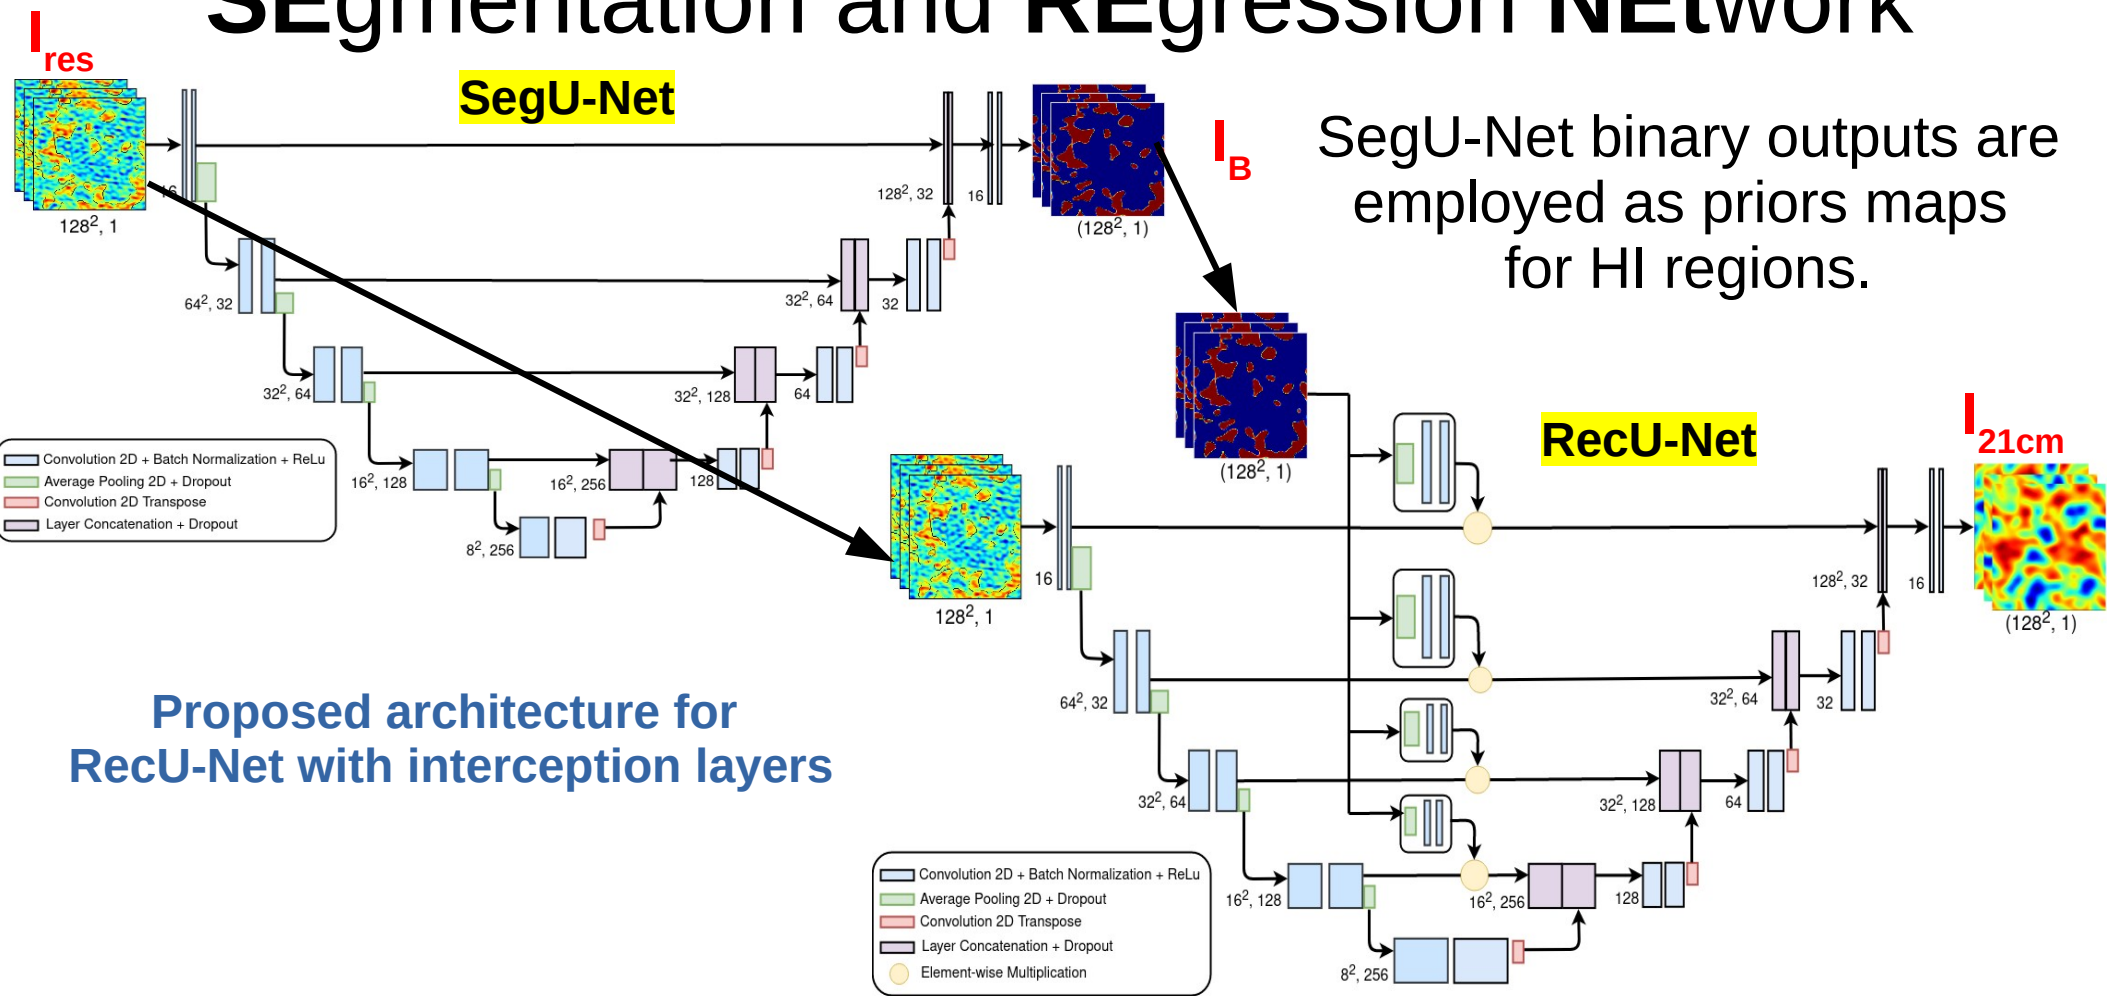 SEgmentation and REgression NEtwork
I_res
SegU-Net
I_B
SegU-Net binary outputs are
employed as priors maps
for HI regions.
16
128², 1
128², 32
16
(128², 1)
64², 32
32², 64
32
32², 64
32², 128
64
16², 128
16², 256
128
8², 256
Convolution 2D + Batch Normalization + ReLu
Average Pooling 2D + Dropout
Convolution 2D Transpose
Layer Concatenation + Dropout
(128², 1)
RecU-Net
I_21cm
128², 1
16
128², 32
16
(128², 1)
64², 32
32², 64
32
32², 64
32², 128
64
16², 128
16², 256
128
8², 256
Proposed architecture for
RecU-Net with interception layers
Convolution 2D + Batch Normalization + ReLu
Average Pooling 2D + Dropout
Convolution 2D Transpose
Layer Concatenation + Dropout
Element-wise Multiplication